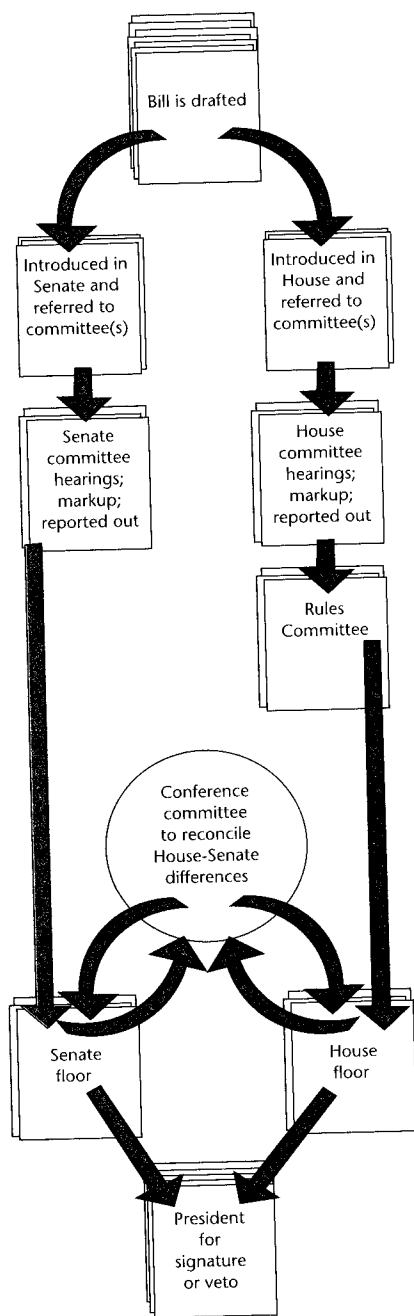 Bill is drafted
Introduced in
Senate and
referred to
committee(s)
Introduced in
House and
referred to
committee(s)
Senate
committee
hearings;
markup;
reported out
House
committee
hearings;
markup;
reported out
Rules
Committee
Conference
committee
to reconcile
House-Senate
differences
Senate
floor
House
floor
President
for
signature
or veto